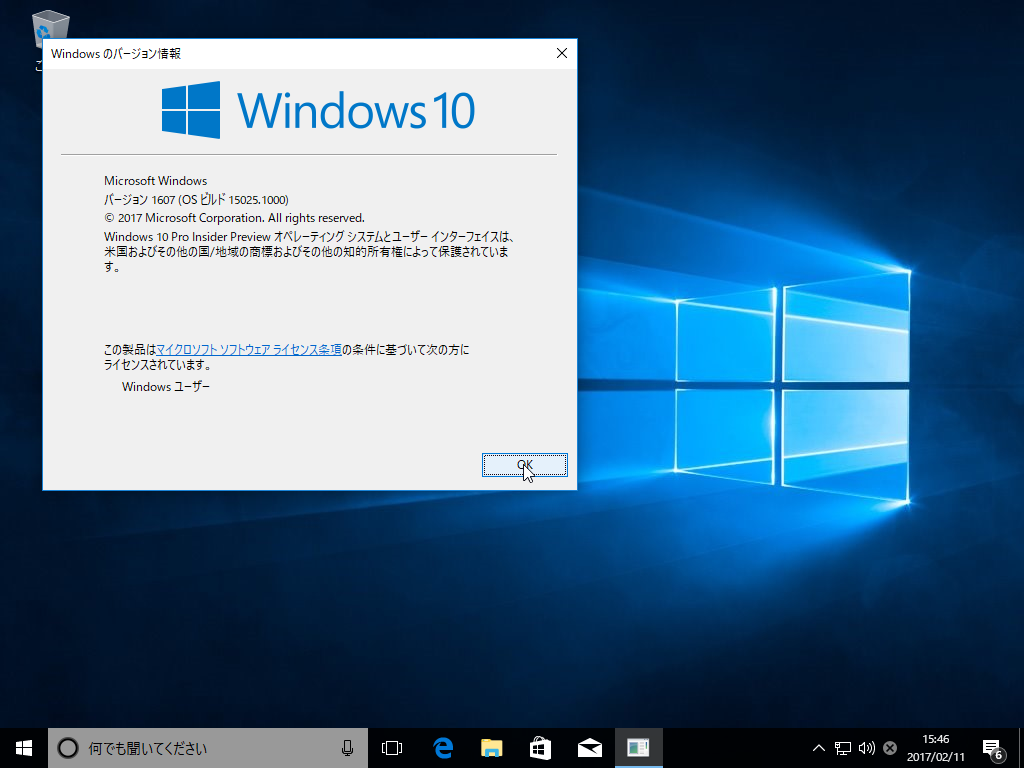 Windows のバージョン情報
Windows 10
Microsoft Windows
バージョン 1607 (OS ビルド 15025.1000)
© 2017 Microsoft Corporation. All rights reserved.
Windows 10 Pro Insider Preview オペレーティング システムとユーザー インターフェイスは、
米国およびその他の国/地域の商標およびその他の知的所有権によって保護されていま
す。
この製品はマイクロソフト ソフトウェア ライセンス条項の条件に基づいて次の方に
ライセンスされています。
Windows ユーザー
OK
何でも聞いてください
15:46
2017/02/11
6